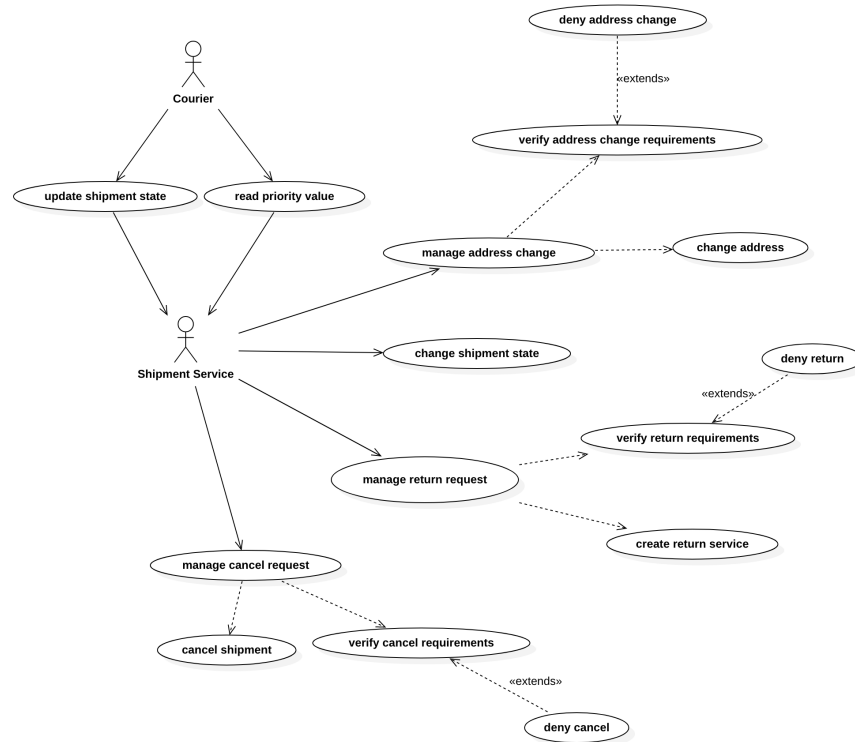 deny address change
«extends»
Courier
verify address change requirements
update shipment state
read priority value
manage address change
change address
Shipment Service
change shipment state
deny return
«extends»
verify return requirements
manage return request
create return service
manage cancel request
cancel shipment
verify cancel requirements
«extends»
deny cancel